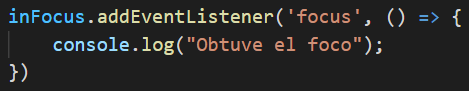 inFocus.addEventListener('focus', () => {
    console.log("Obtuve el foco");
})